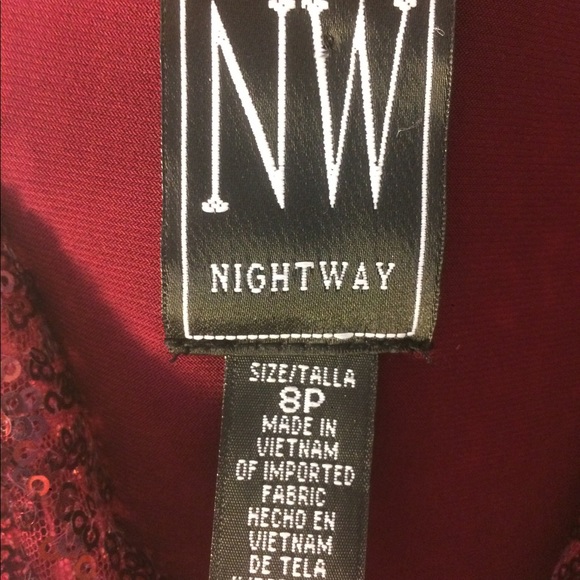 NW
NIGHTWAY
SIZE/TALLA
8P
MADE IN
VIETNAM
OF IMPORTED
FABRIC
HECHO EN
VIETNAM
DE TELA